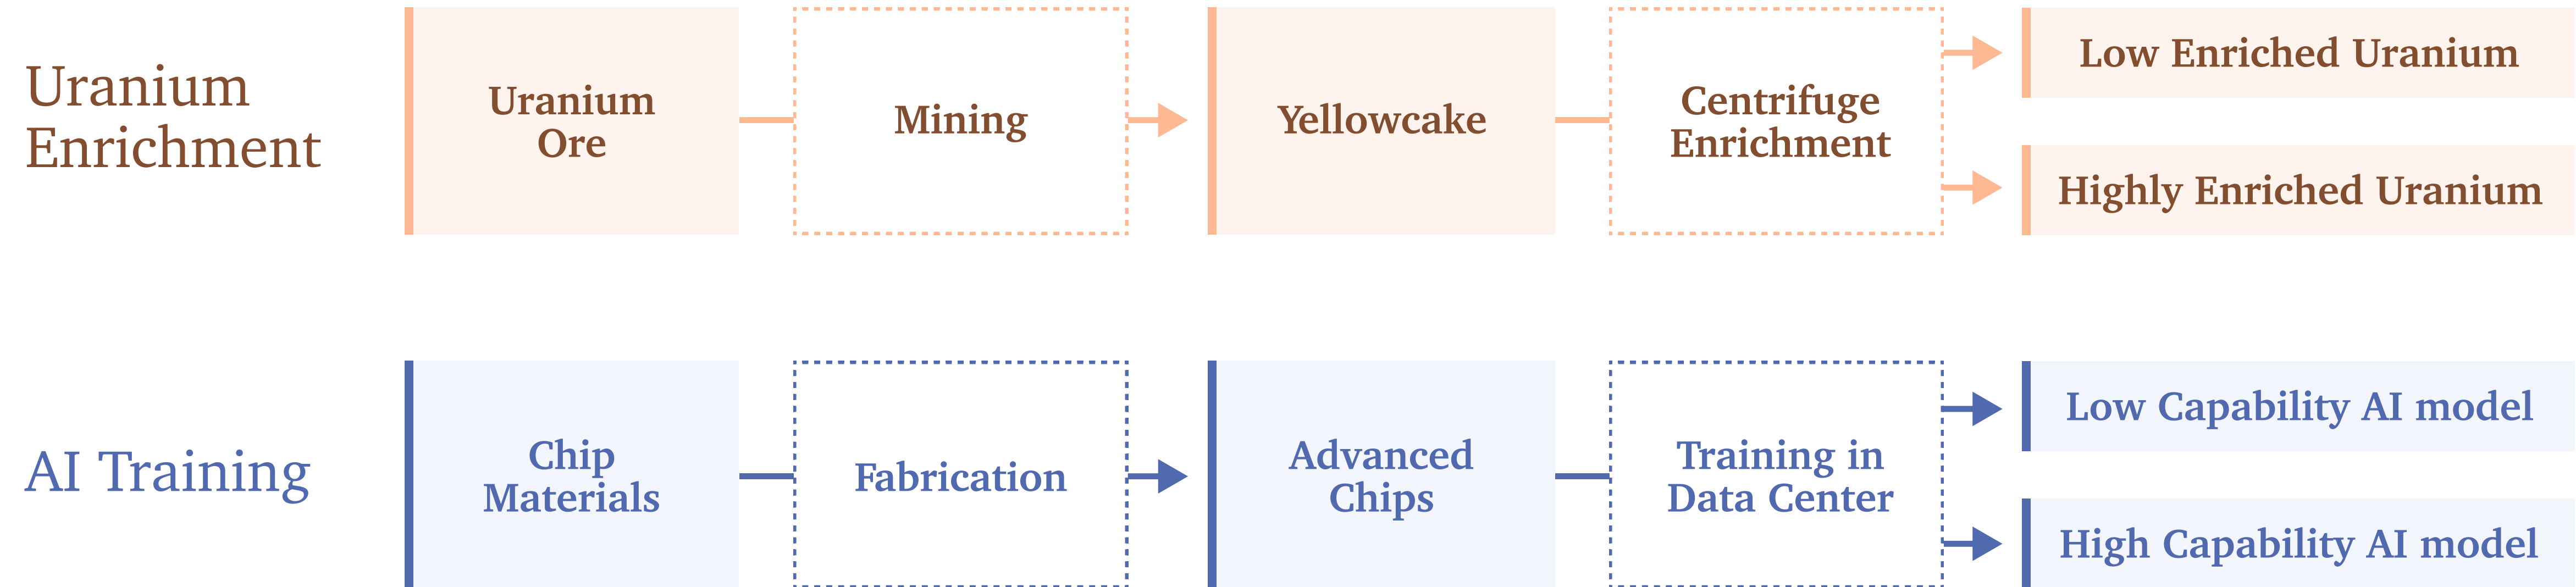 Uranium
Enrichment
Uranium
Ore
Mining
Yellowcake
Centrifuge
Enrichment
Low Enriched Uranium
Highly Enriched Uranium
AI Training
Chip
Materials
Fabrication
Advanced
Chips
Training in
Data Center
Low Capability AI model
High Capability AI model